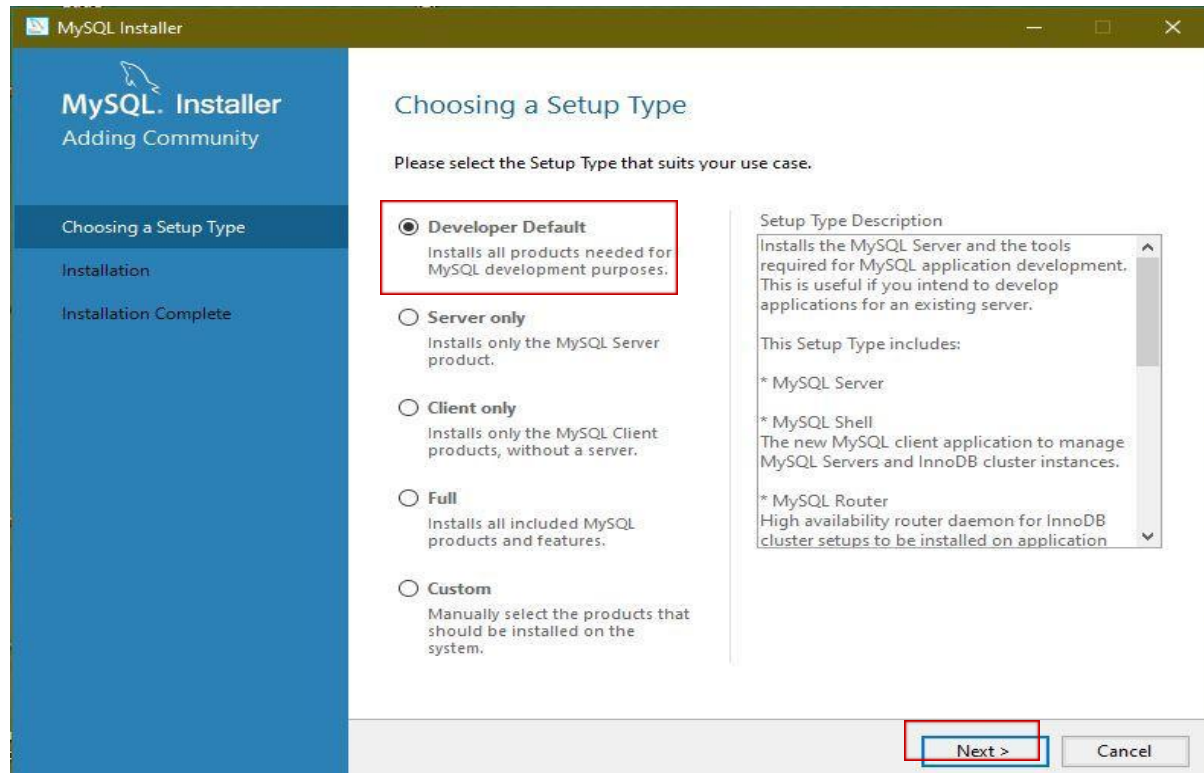 MySQL Installer
MySQL. Installer
Adding Community
Choosing a Setup Type
Installation
Installation Complete
Choosing a Setup Type
Please select the Setup Type that suits your use case.
Developer Default
Installs all products needed for
MySQL development purposes.
Server only
Installs only the MySQL Server
product.
Client only
Installs only the MySQL Client
products, without a server.
Full
Installs all included MySQL
products and features.
Custom
Manually select the products that
should be installed on the
system.
Setup Type Description
Installs the MySQL Server and the tools
required for MySQL application development.
This is useful if you intend to develop
applications for an existing server.
This Setup Type includes:
* MySQL Server
* MySQL Shell
The new MySQL client application to manage
MySQL Servers and InnoDB cluster instances.
* MySQL Router
High availability router daemon for InnoDB
cluster setups to be installed on application
Next >
Cancel